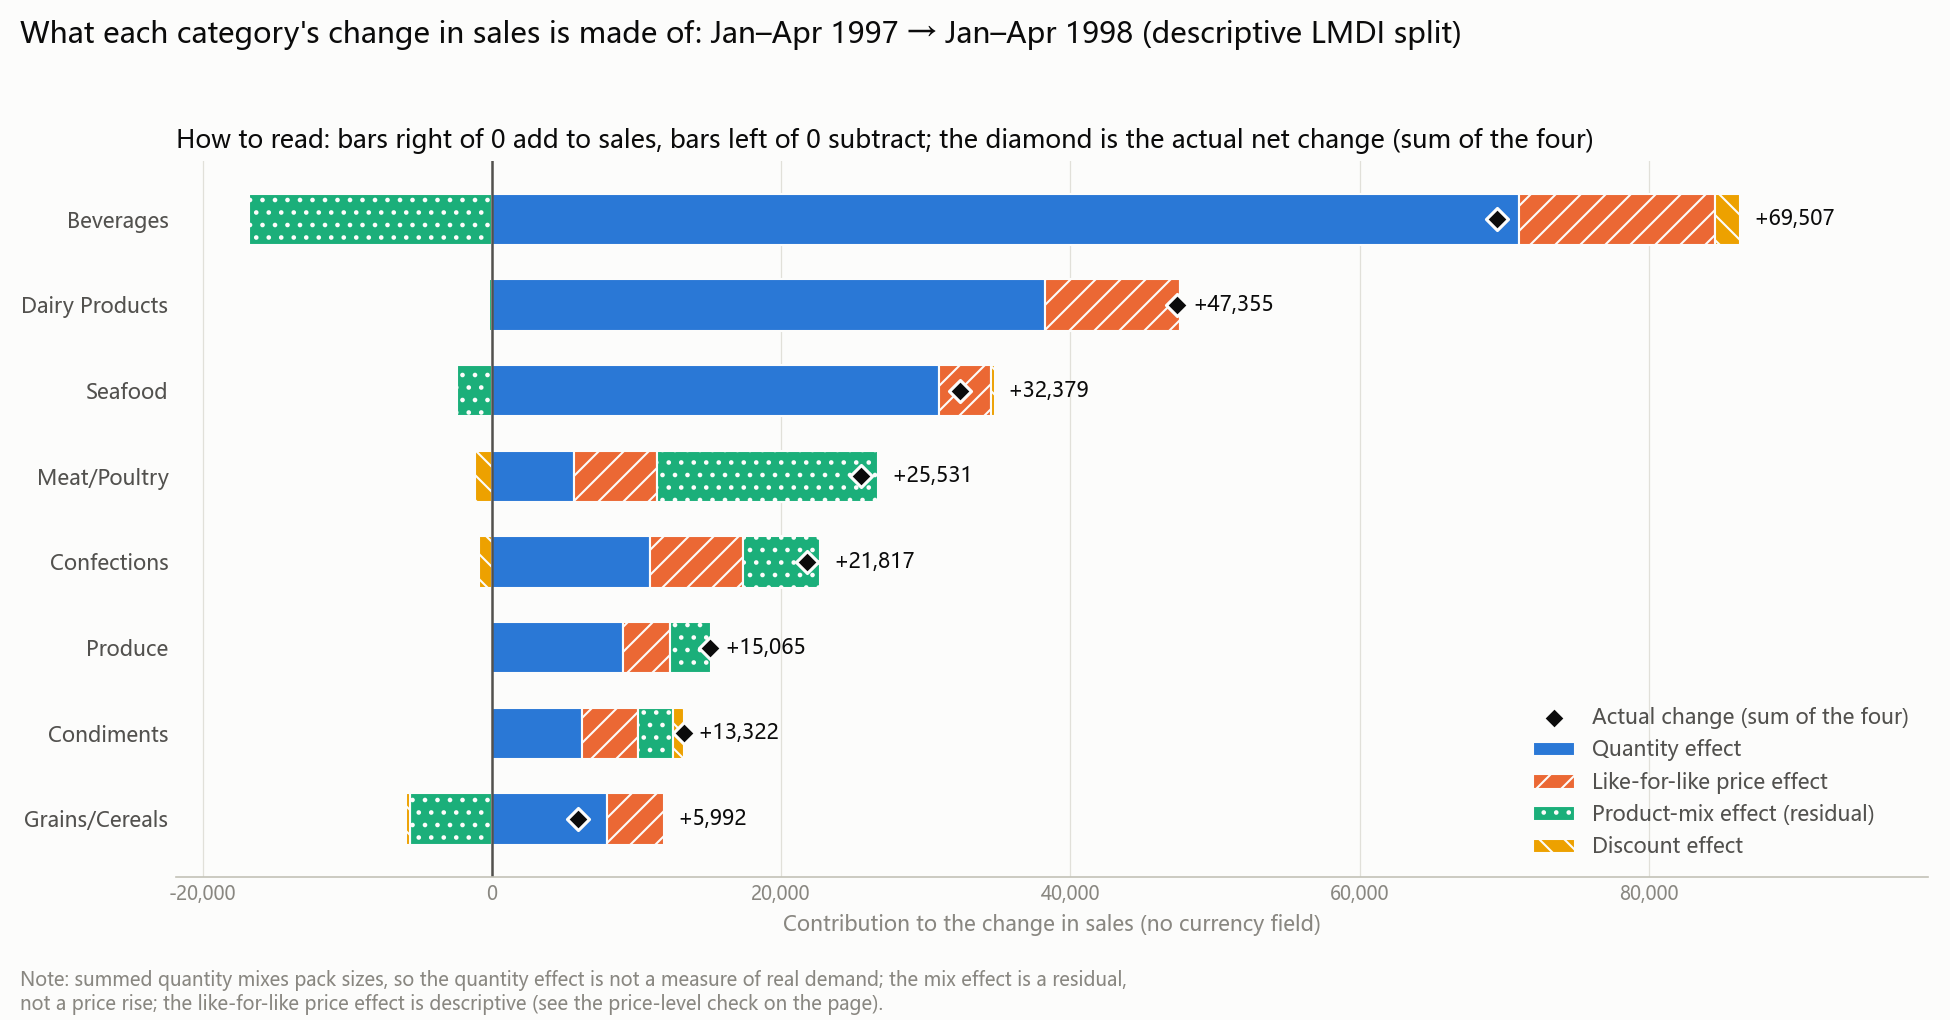 What each category's change in sales is made of: Jan–Apr 1997 → Jan–Apr 1998 (descriptive LMDI split)
How to read: bars right of 0 add to sales, bars left of 0 subtract; the diamond is the actual net change (sum of the four)
Beverages
+69,507
Dairy Products
+47,355
Seafood
+32,379
Meat/Poultry
+25,531
Confections
+21,817
Produce
+15,065
Condiments
+13,322
Grains/Cereals
+5,992
Actual change (sum of the four)
Quantity effect
Like-for-like price effect
Product-mix effect (residual)
Discount effect
-20,000
0
20,000
40,000
60,000
80,000
Contribution to the change in sales (no currency field)
Note: summed quantity mixes pack sizes, so the quantity effect is not a measure of real demand; the mix effect is a residual,
not a price rise; the like-for-like price effect is descriptive (see the price-level check on the page).